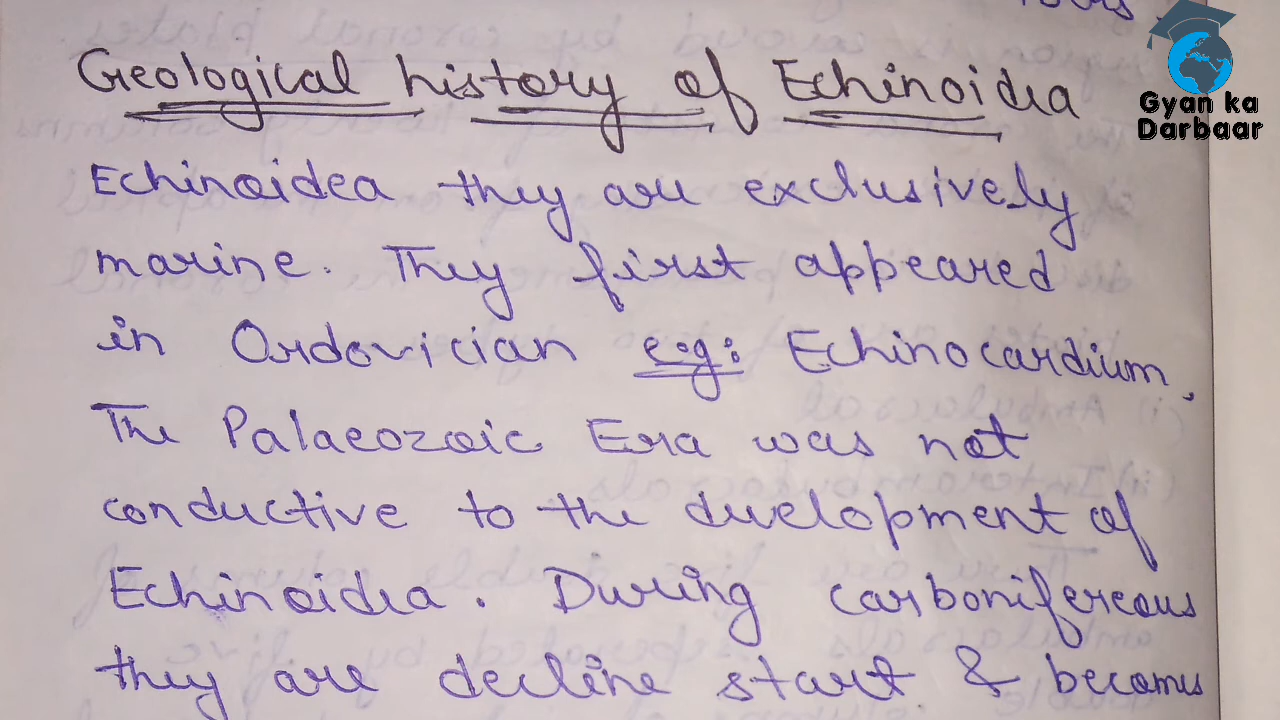 Geological history of Echinoidea
Gyan ka
Darbaar
Echinoidea they are exclusively
marine. They first appeared
in Ordovician e.g: Echinocardium,
The Palaeozoic Era was not
conductive to the development of
Echinoidea. During carbonifereous
they are decline start & becomes